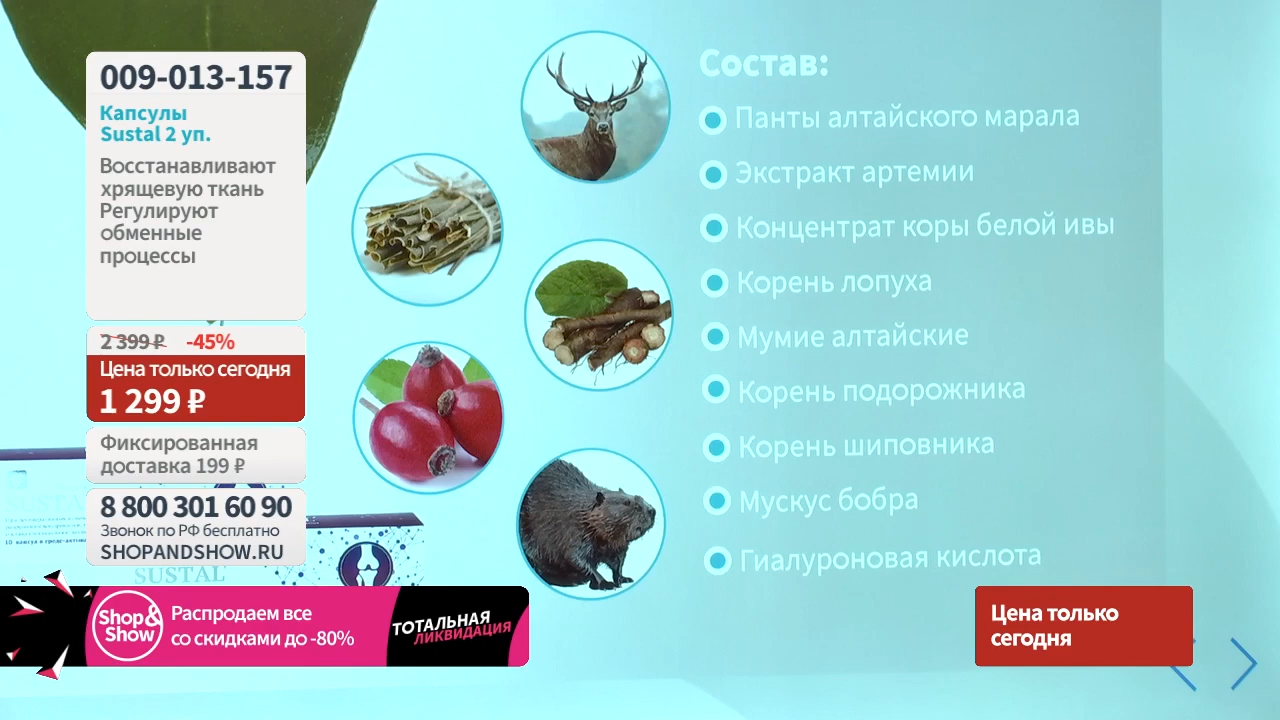 009-013-157
Капсулы
Sustal 2 уп.
Восстанавливают
хрящевую ткань
Регулируют
обменные
процессы
2 399 ₽ -45%
Цена только сегодня
1 299 ₽
Фиксированная
доставка 199 ₽
8 800 301 60 90
Звонок по РФ бесплатно
SHOPANDSHOW.RU
Состав:
Панты алтайского марала
Экстракт артемии
Концентрат коры белой ивы
Корень лопуха
Мумие алтайские
Корень подорожника
Корень шиповника
Мускус бобра
Гиалуроновая кислота
SUSTAL
Shop&
Show
Распродаем все
со скидками до -80%
ТОТАЛЬНАЯ
ЛИКВИДАЦИЯ
Цена только
сегодня